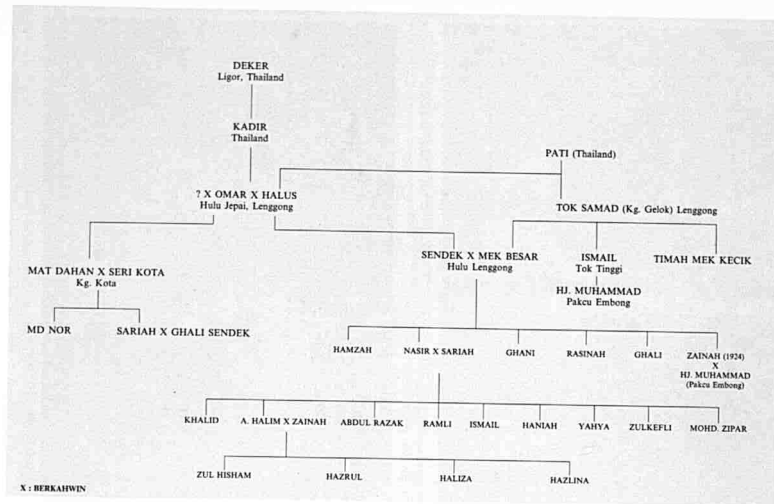 DEKER
Ligor, Thailand
KADIR
Thailand
PATI (Thailand)
? X OMAR X HALUS
Hulu Jepai, Lenggong
TOK SAMAD (Kg. Gelok) Lenggong
MAT DAHAN X SERI KOTA
Kg. Kota
SENDEK X MEK BESAR
Hulu Lenggong
ISMAIL
Tok Tinggi
TIMAH MEK KECIK
HJ. MUHAMMAD
Pakcu Embong
MD NOR
SARIAH X GHALI SENDEK
HAMZAH
NASIR X SARIAH
GHANI
RASINAH
GHALI
ZAINAH (1924)
X
HJ. MUHAMMAD
(Pakcu Embong)
KHALID
A. HALIM X ZAINAH
ABDUL RAZAK
RAMLI
ISMAIL
HANIAH
YAHYA
ZULKEFLI
MOHD. ZIPAR
ZUL HISHAM
HAZRUL
HALIZA
HAZLINA
X : BERKAHWIN